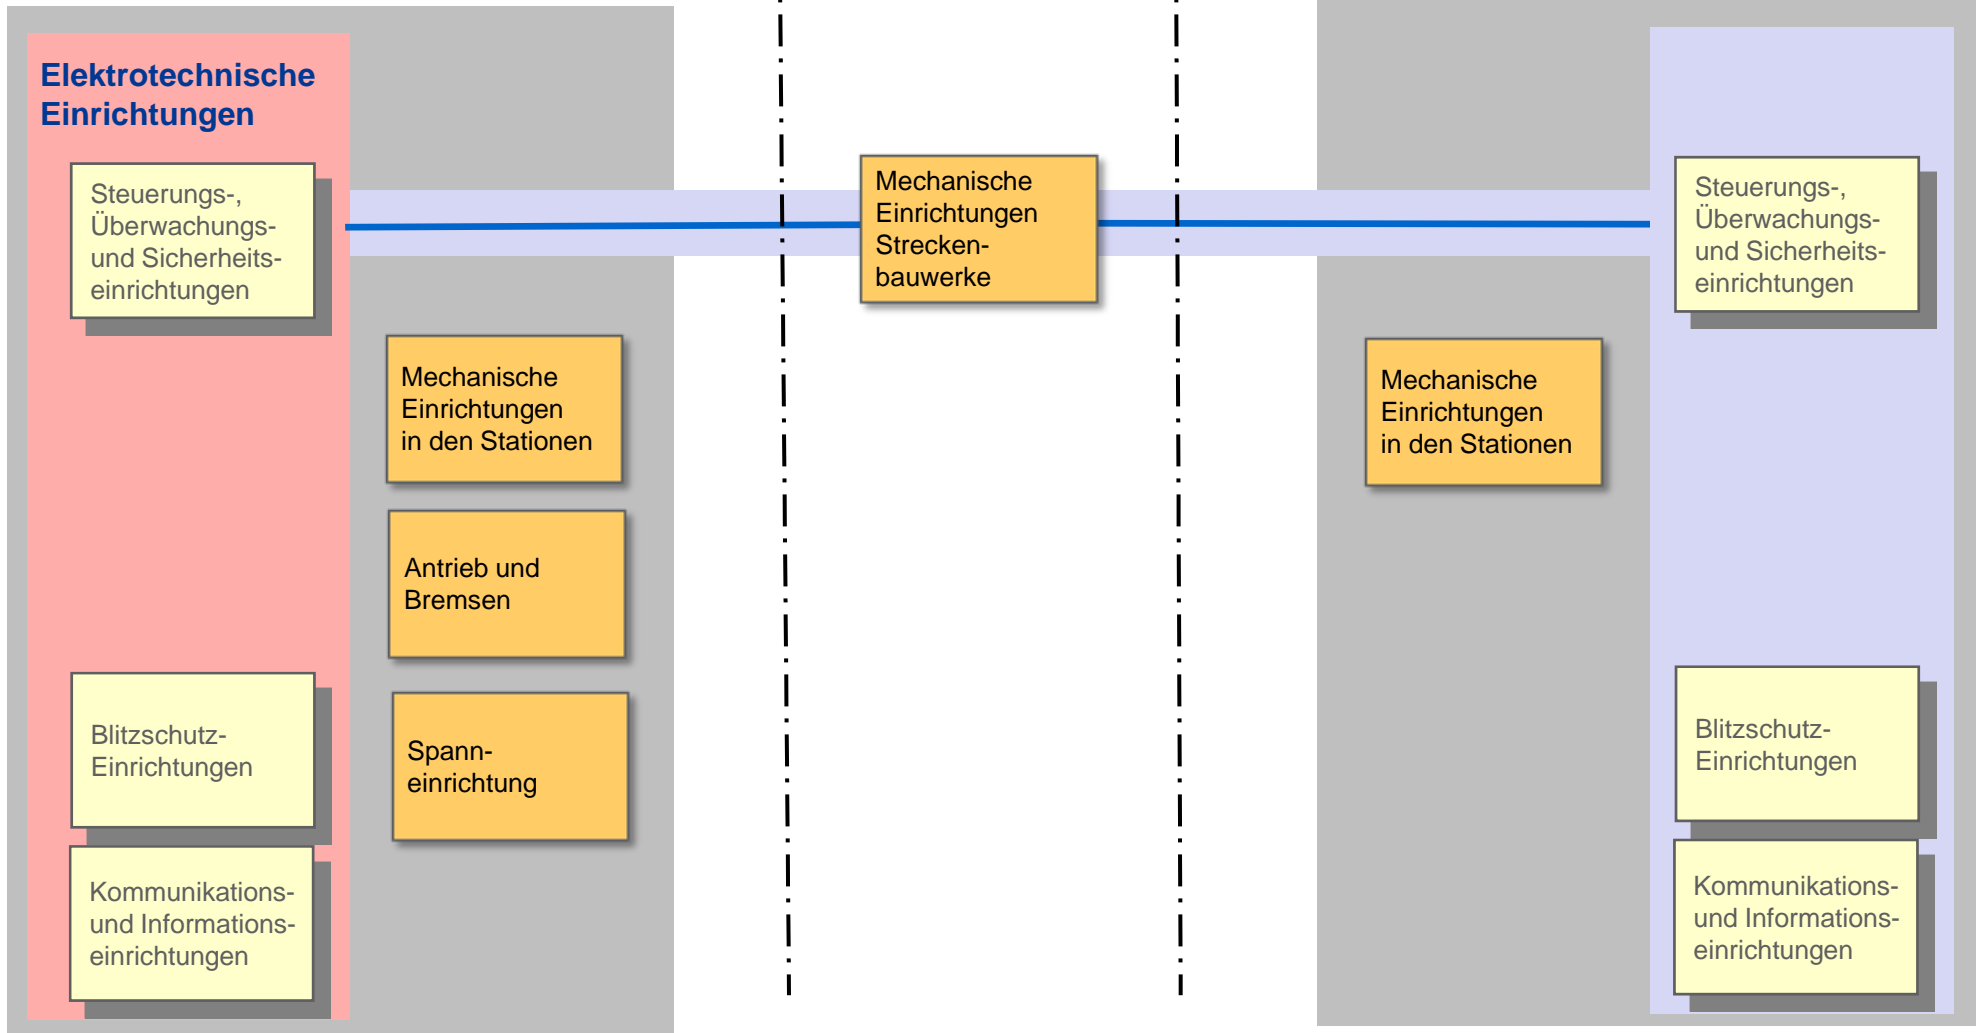 Elektrotechnische
Einrichtungen
Steuerungs-,
Überwachungs-
und Sicherheits-
einrichtungen
Blitzschutz-
Einrichtungen
Kommunikations-
und Informations-
einrichtungen
Mechanische
Einrichtungen
in den Stationen
Antrieb und
Bremsen
Spann-
einrichtung
Mechanische
Einrichtungen
Strecken-
bauwerke
Mechanische
Einrichtungen
in den Stationen
Steuerungs-,
Überwachungs-
und Sicherheits-
einrichtungen
Blitzschutz-
Einrichtungen
Kommunikations-
und Informations-
einrichtungen